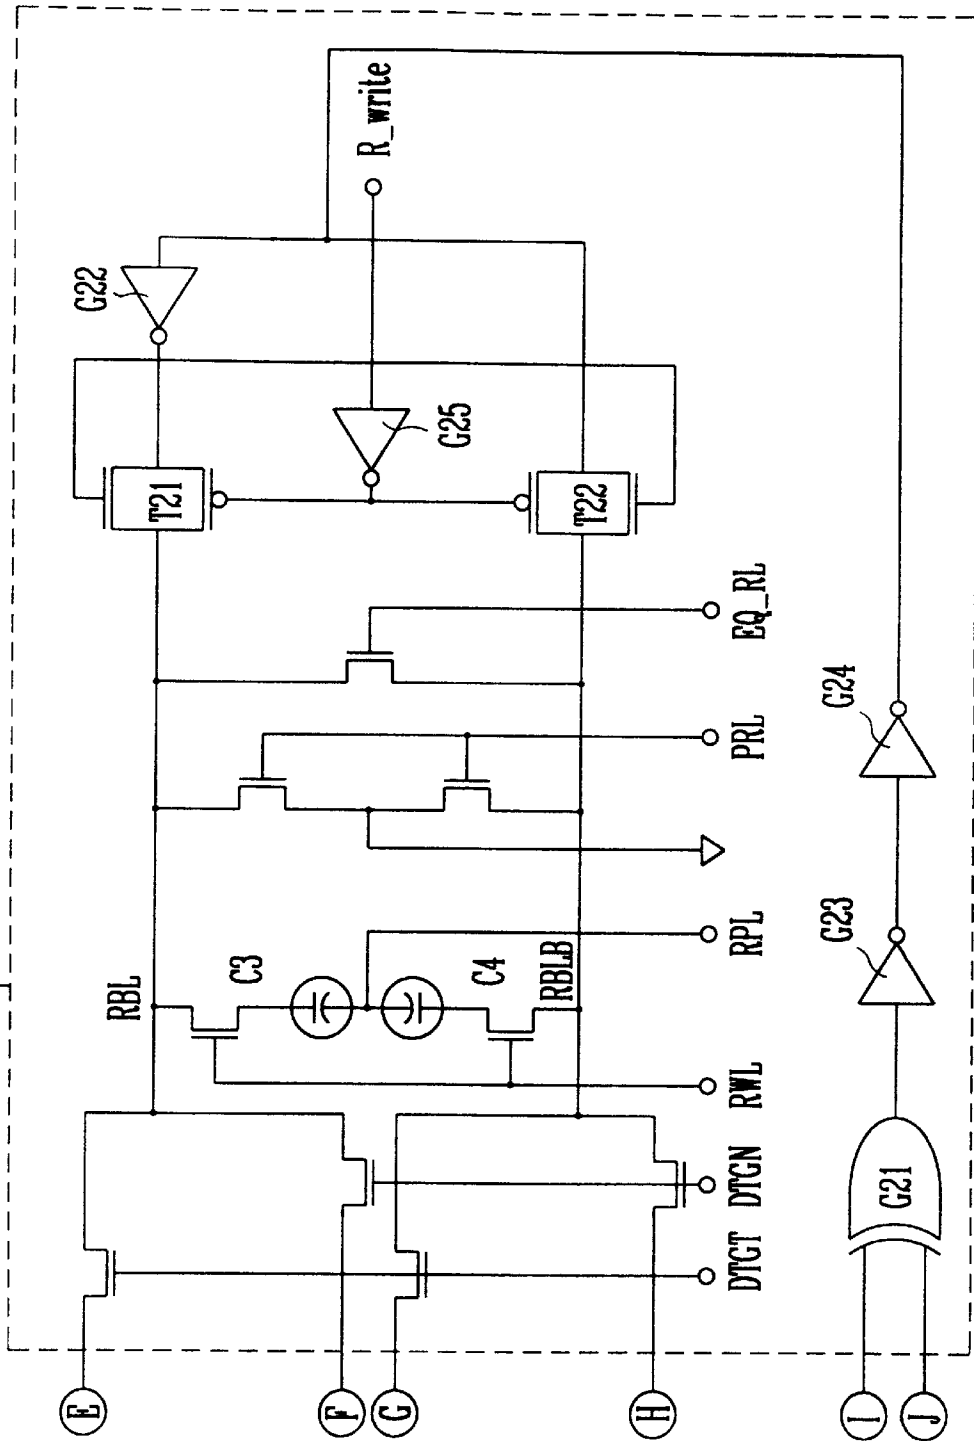 E
F
G
H
I
J
DTGT
DTGN
RWL
RPL
PRL
EQ_RL
RBL
RBLB
C3
C4
T21
T22
G22
G25
R_write
G21
G23
G24